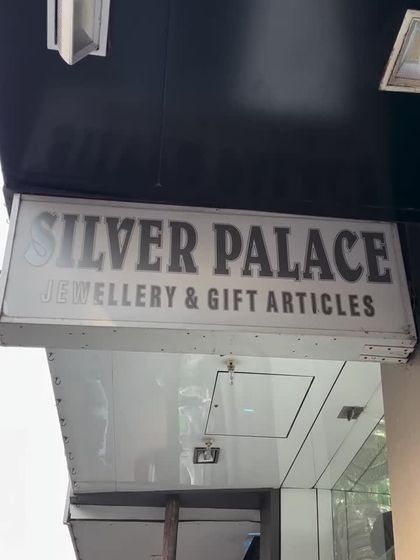 SILVER PALACE
JEWELLERY & GIFT ARTICLES